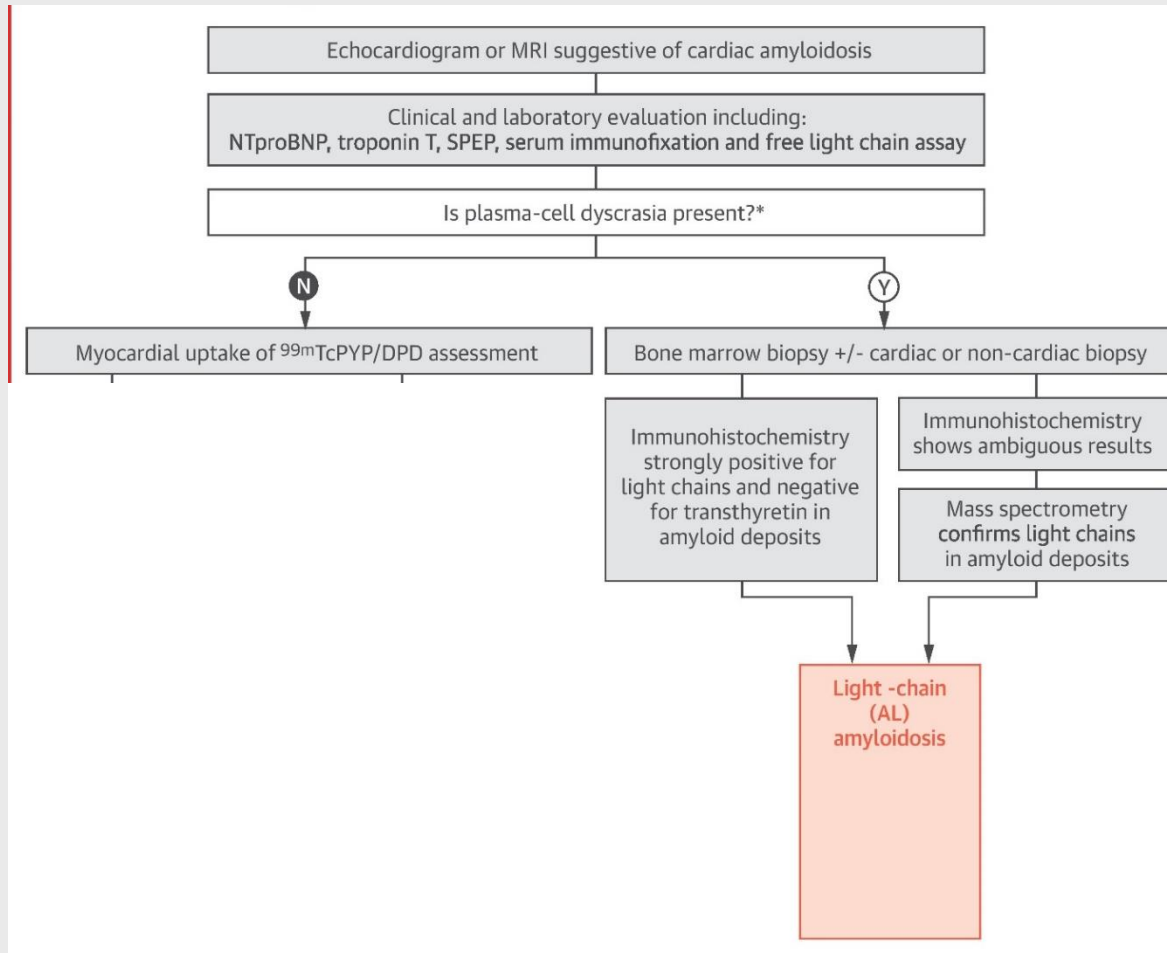 Echocardiogram or MRI suggestive of cardiac amyloidosis
Clinical and laboratory evaluation including:
NTproBNP, troponin T, SPEP, serum immunofixation and free light chain assay
Is plasma-cell dyscrasia present?*
N
Y
Myocardial uptake of 99mTcPYP/DPD assessment
Bone marrow biopsy +/- cardiac or non-cardiac biopsy
Immunohistochemistry
strongly positive for
light chains and negative
for transthyretin in
amyloid deposits
Immunohistochemistry
shows ambiguous results
Mass spectrometry
confirms light chains
in amyloid deposits
Light -chain
(AL)
amyloidosis